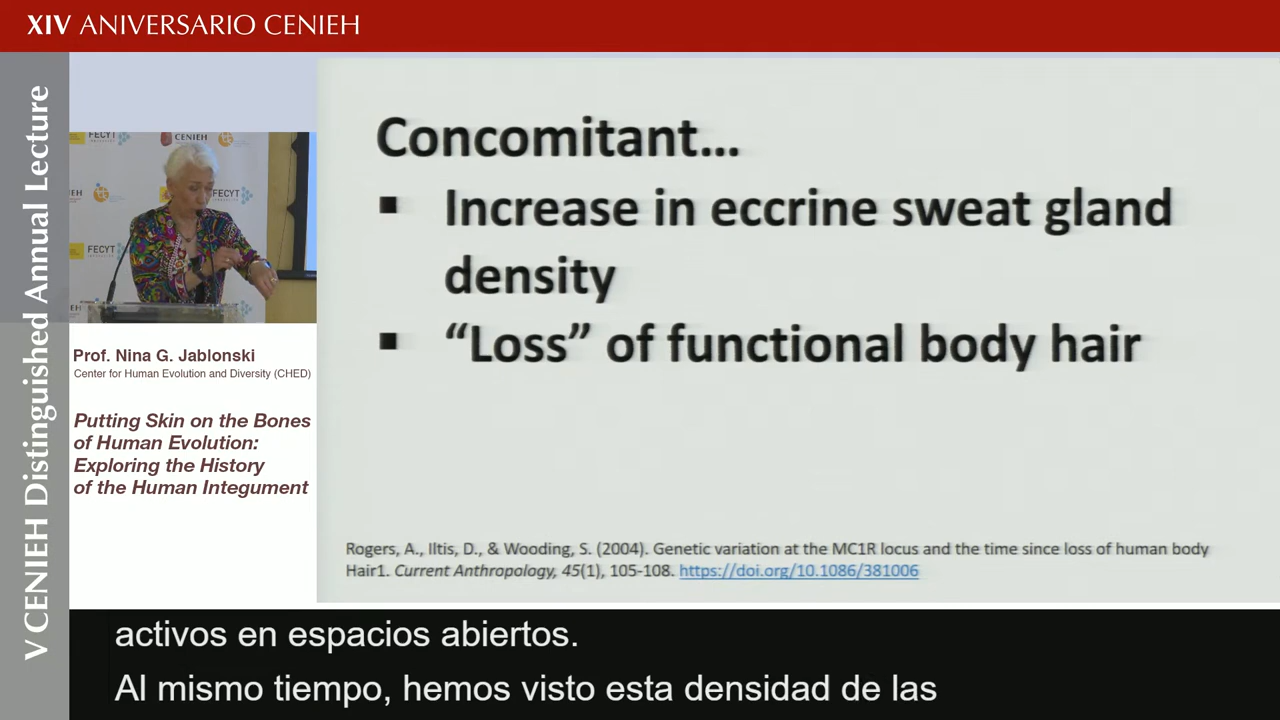 XIV ANIVERSARIO CENIEH
V CENIEH Distinguished Annual Lecture
FECYT
CENIEH
FECYT
FECYT
Prof. Nina G. Jablonski
Center for Human Evolution and Diversity (CHED)
Putting Skin on the Bones
of Human Evolution:
Exploring the History
of the Human Integument
Concomitant...
▪ Increase in eccrine sweat gland
density
▪ “Loss” of functional body hair
Rogers, A., Iltis, D., & Wooding, S. (2004). Genetic variation at the MC1R locus and the time since loss of human body
Hair1. Current Anthropology, 45(1), 105-108. https://doi.org/10.1086/381006
activos en espacios abiertos.
Al mismo tiempo, hemos visto esta densidad de las